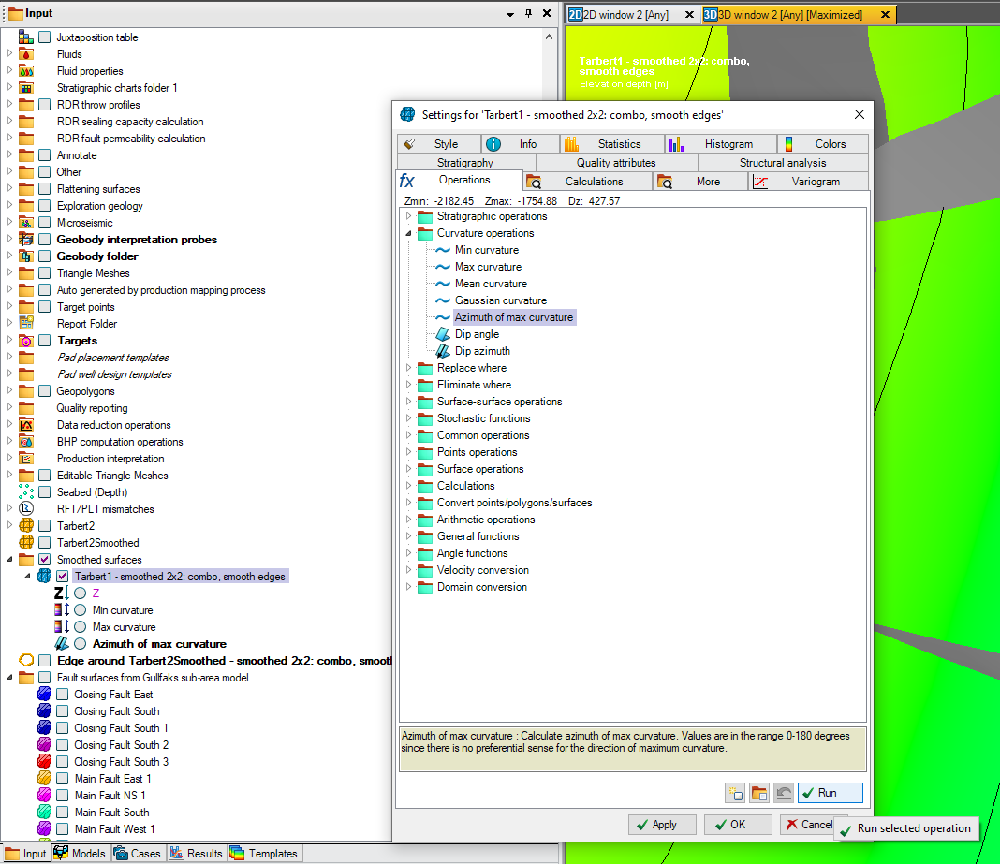 Input
Juxtaposition table
Fluids
Fluid properties
Stratigraphic charts folder 1
RDR throw profiles
RDR sealing capacity calculation
RDR fault permeability calculation
Annotate
Other
Flattening surfaces
Exploration geology
Microseismic
Geobody interpretation probes
Geobody folder
Triangle Meshes
Auto generated by production mapping process
Target points
Report Folder
Targets
Pad placement templates
Pad well design templates
Geopolygons
Quality reporting
Data reduction operations
BHP computation operations
Production interpretation
Editable Triangle Meshes
Seabed (Depth)
RFT/PLT mismatches
Tarbert2
Tarbert2Smoothed
Smoothed surfaces
Tarbert1 - smoothed 2x2: combo, smooth edges
Z Z
Min curvature
Max curvature
Azimuth of max curvature
Edge around Tarbert2Smoothed - smoothed 2x2: combo, smoot
Fault surfaces from Gullfaks sub-area model
Closing Fault East
Closing Fault South
Closing Fault South 1
Closing Fault South 2
Closing Fault South 3
Main Fault East 1
Main Fault NS 1
Main Fault South
Main Fault West 1
Input Models Cases Results Templates
2D 2D window 2 [Any] 3D 3D window 2 [Any] [Maximized]
Tarbert1 - smoothed 2x2: combo,
smooth edges
Elevation depth [m]
Settings for 'Tarbert1 - smoothed 2x2: combo, smooth edges'
Style Info Statistics Histogram Colors
Stratigraphy Quality attributes Structural analysis
fx Operations Calculations More Variogram
Zmin: -2182.45 Zmax: -1754.88 Dz: 427.57
Stratigraphic operations
Curvature operations
Min curvature
Max curvature
Mean curvature
Gaussian curvature
Azimuth of max curvature
Dip angle
Dip azimuth
Replace where
Eliminate where
Surface-surface operations
Stochastic functions
Common operations
Points operations
Surface operations
Calculations
Convert points/polygons/surfaces
Arithmetic operations
General functions
Angle functions
Velocity conversion
Domain conversion
Azimuth of max curvature : Calculate azimuth of max curvature. Values are in the range 0-180 degrees
since there is no preferential sense for the direction of maximum curvature.
Run
Apply OK Cancel
Run selected operation